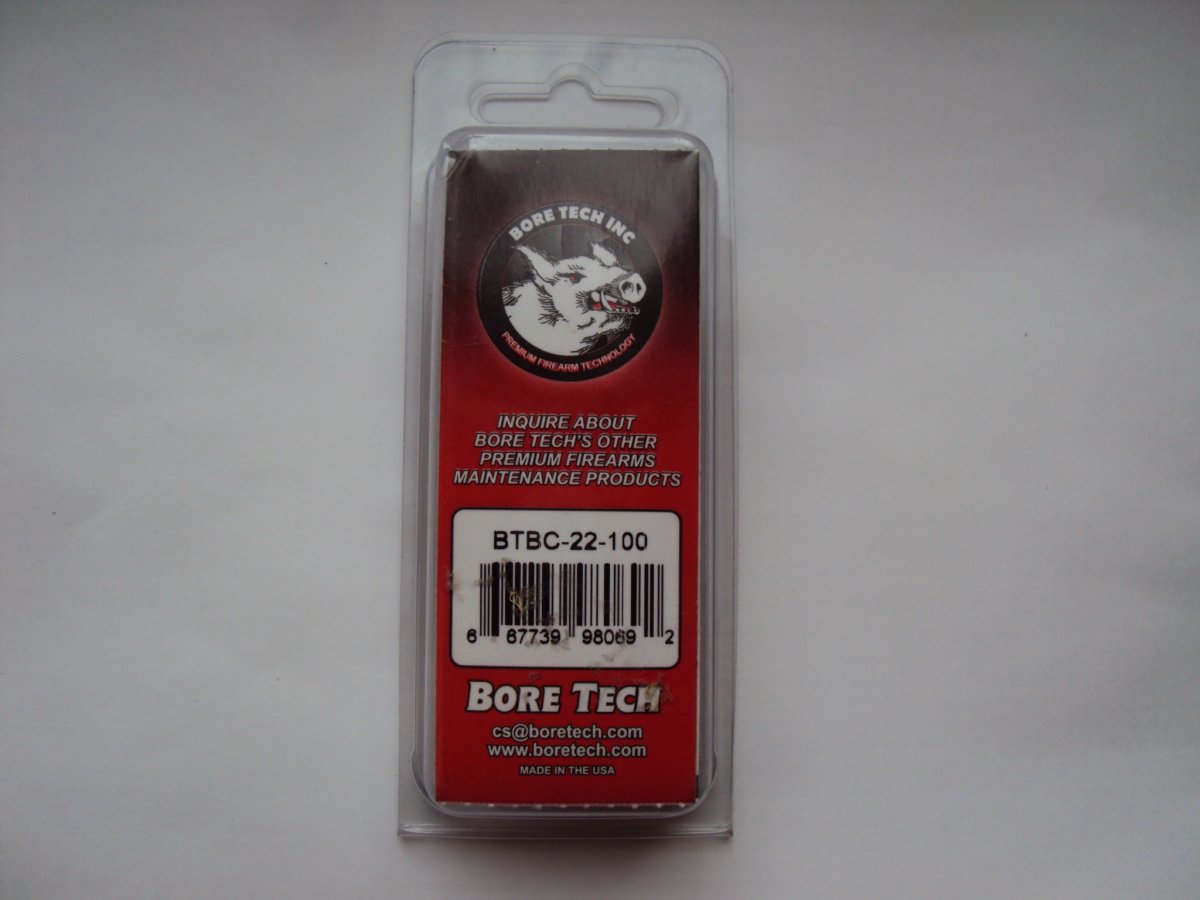 BORE TECH INC
PREMIUM FIREARM TECHNOLOGY
INQUIRE ABOUT
BORE TECH'S OTHER
PREMIUM FIREARMS
MAINTENANCE PRODUCTS
BTBC-22-100
6 67739 98069 2
BORE TECH
cs@boretech.com
www.boretech.com
MADE IN THE USA